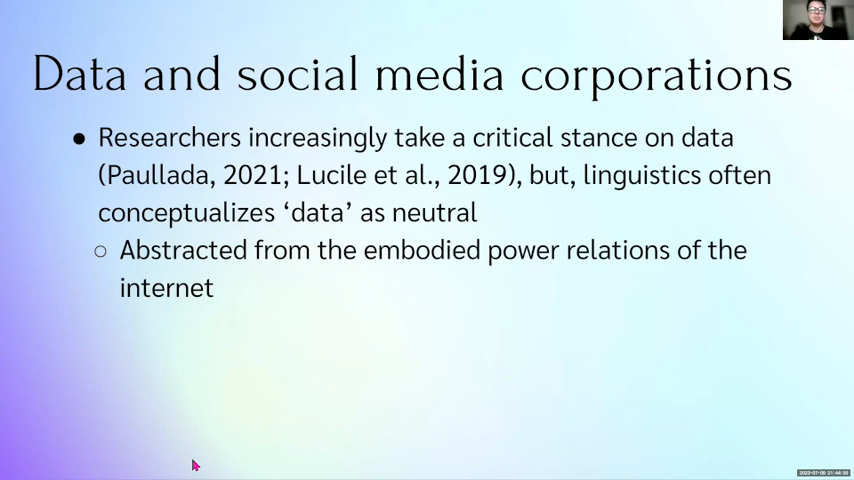 Data and social media corporations
● Researchers increasingly take a critical stance on data
(Paullada, 2021; Lucile et al., 2019), but, linguistics often
conceptualizes ‘data’ as neutral
○ Abstracted from the embodied power relations of the
internet